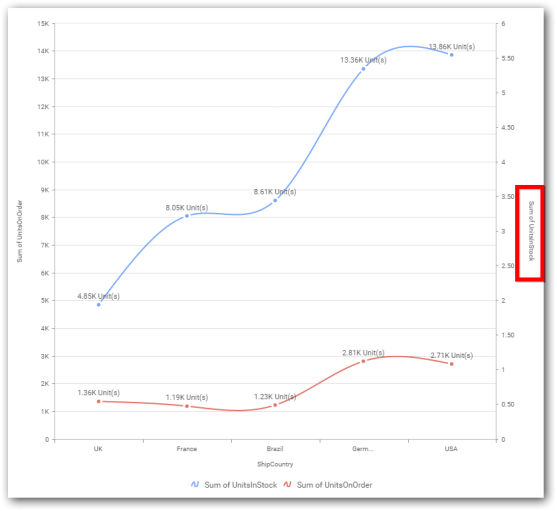 15K
14K
13K
12K
11K
10K
9K
8K
7K
6K
5K
4K
3K
2K
1K
0
Sum of UnitsOnOrder
6
5.50
5
4.50
4
3.50
3
2.50
2
1.50
1
0.50
0
Sum of UnitsInStock
4.85K Unit(s)
8.05K Unit(s)
8.61K Unit(s)
13.36K Unit(s)
13.86K Unit(s)
1.36K Unit(s)
1.19K Unit(s)
1.23K Unit(s)
2.81K Unit(s)
2.71K Unit(s)
UK France Brazil Germ... USA
ShipCountry
Sum of UnitsInStock Sum of UnitsOnOrder